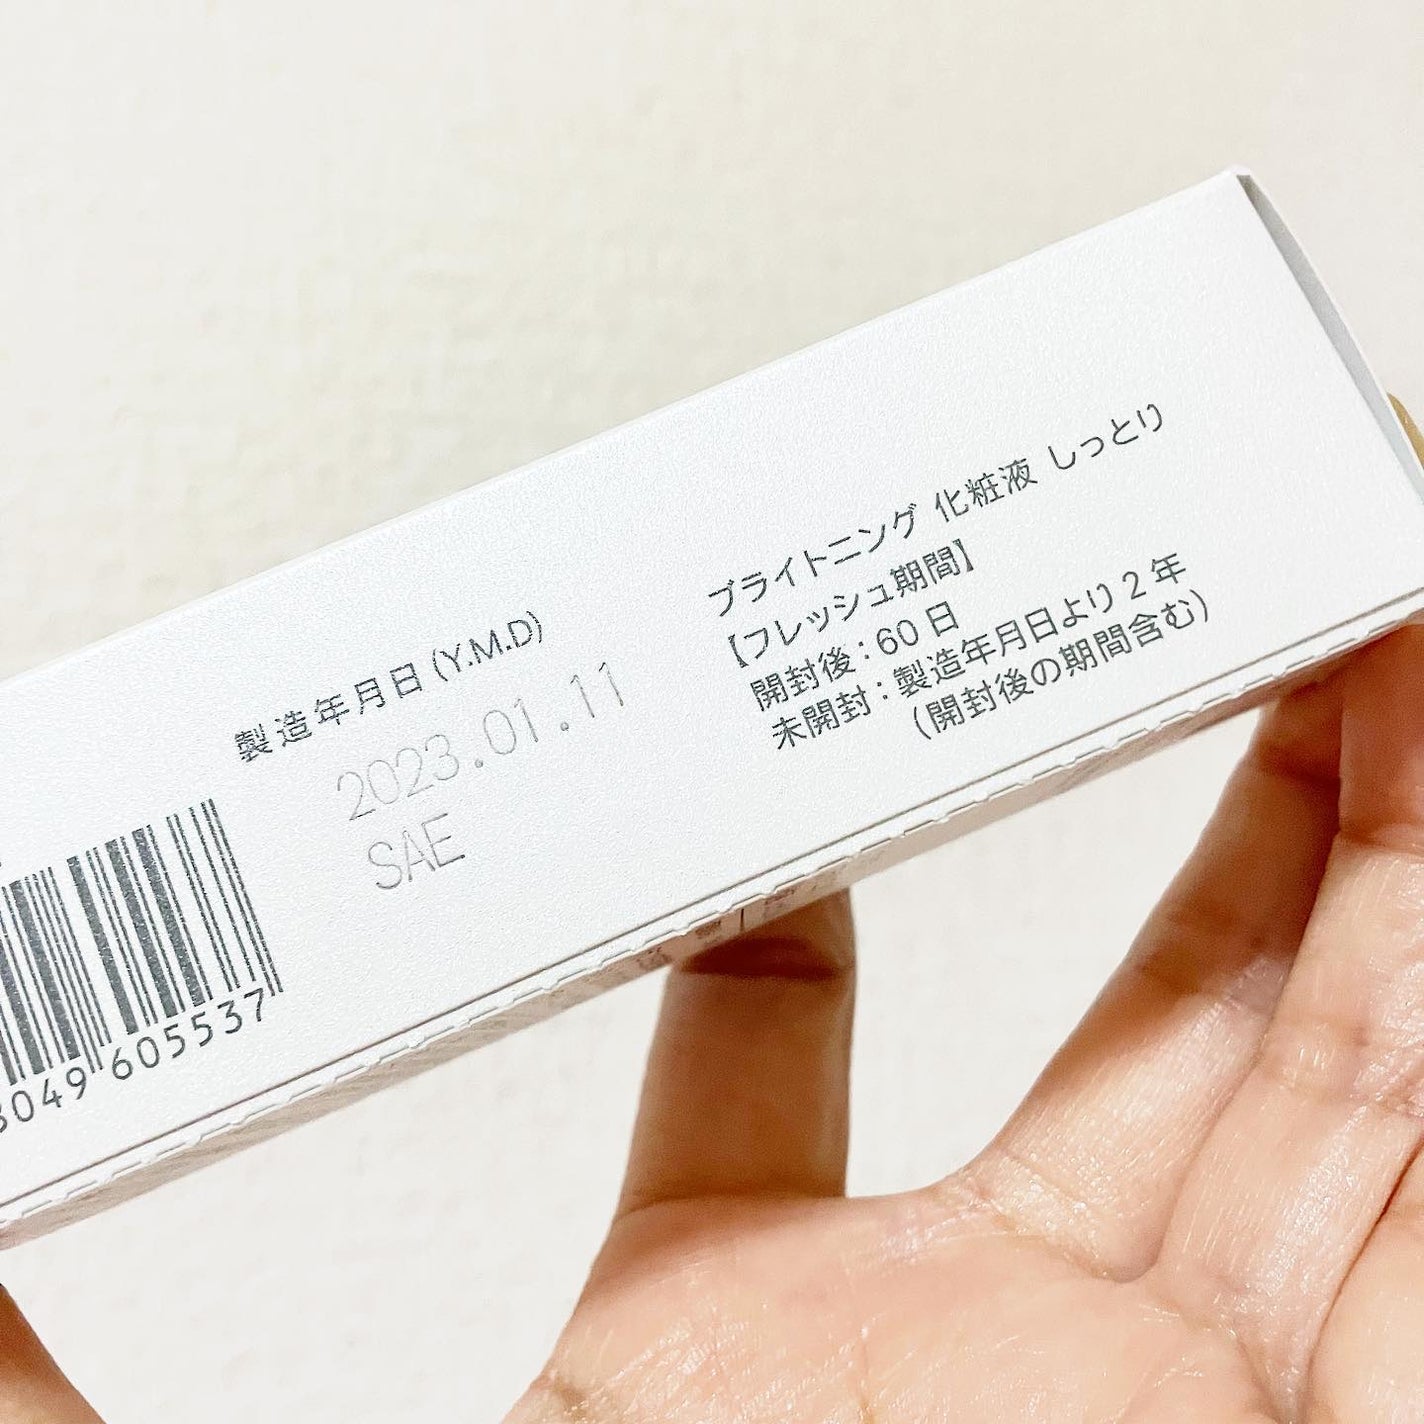 製造年月日(Y.M.D)
2023.01.11
SAE
049 605537
ブライトニング 化粧液 しっとり
【フレッシュ期間】
開封後:60日
未開封:製造年月日より2年
(開封後の期間含む)